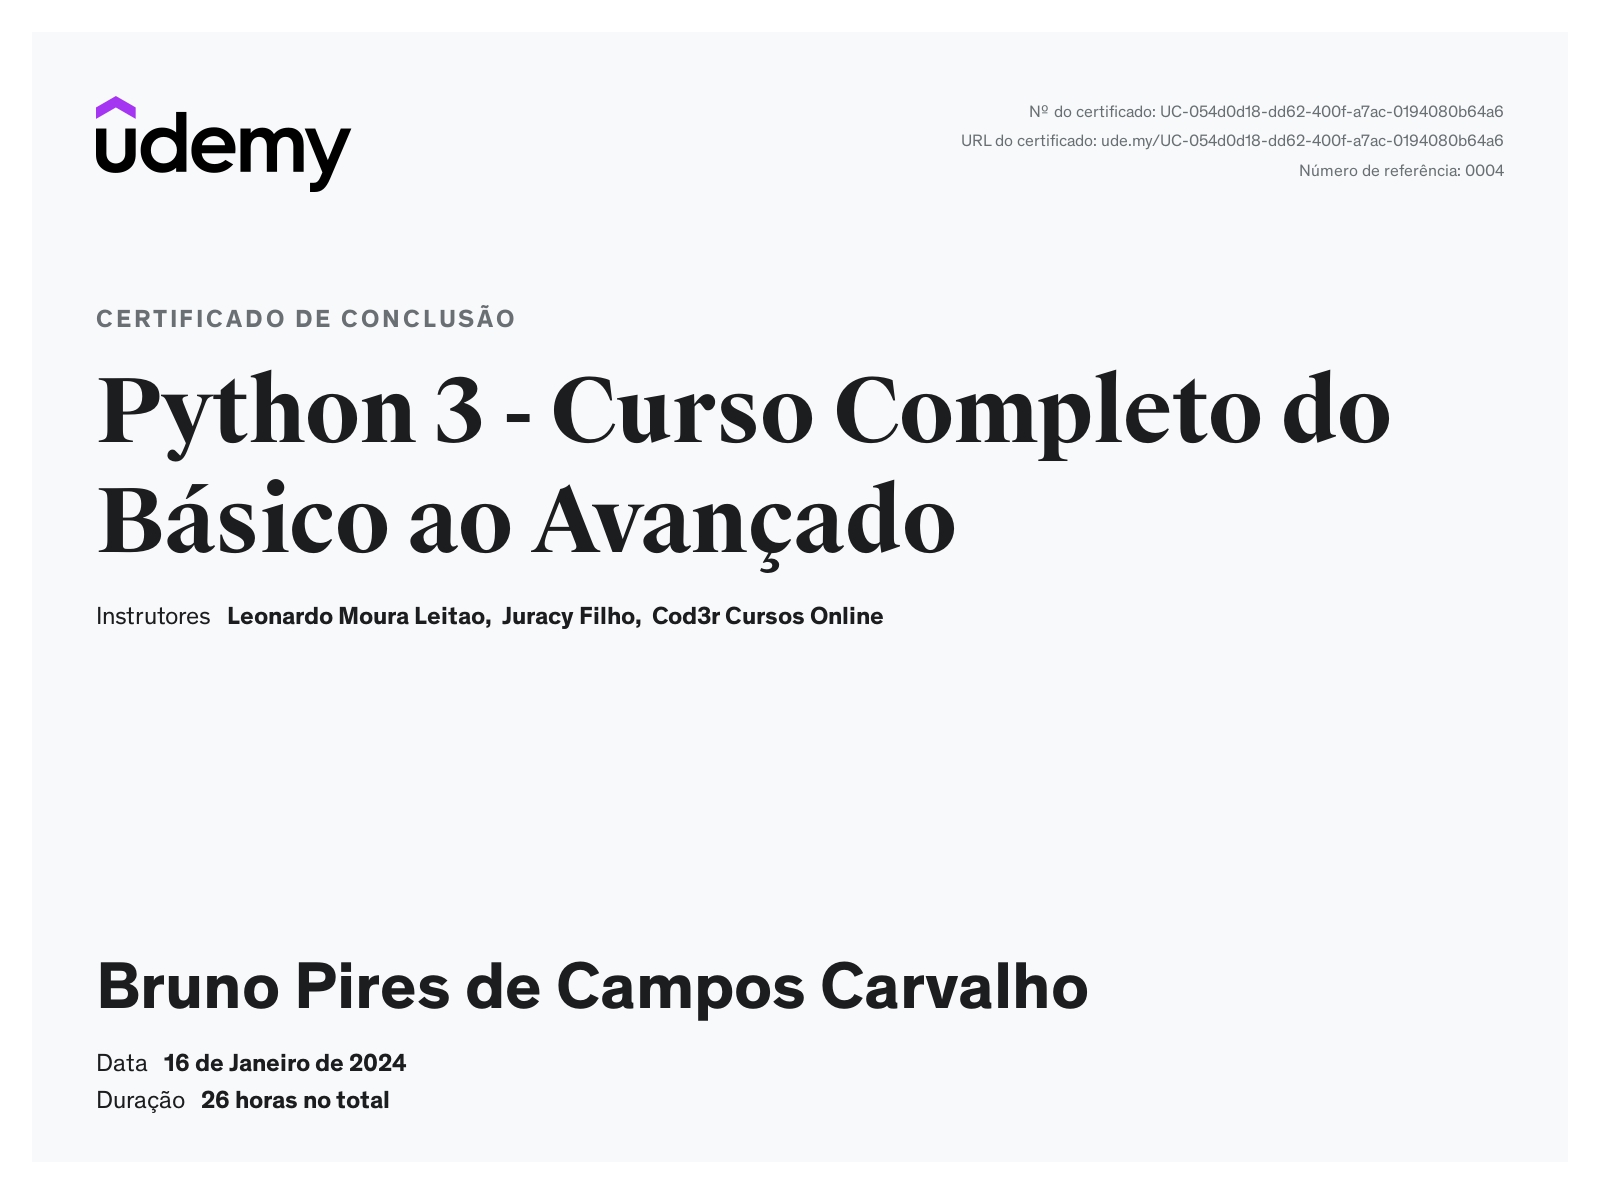 udemy
Nº do certificado: UC-054d0d18-dd62-400f-a7ac-0194080b64a6
URL do certificado: ude.my/UC-054d0d18-dd62-400f-a7ac-0194080b64a6
Número de referência: 0004
CERTIFICADO DE CONCLUSÃO
Python 3 - Curso Completo do
Básico ao Avançado
Instrutores Leonardo Moura Leitao, Juracy Filho, Cod3r Cursos Online
Bruno Pires de Campos Carvalho
Data 16 de Janeiro de 2024
Duração 26 horas no total